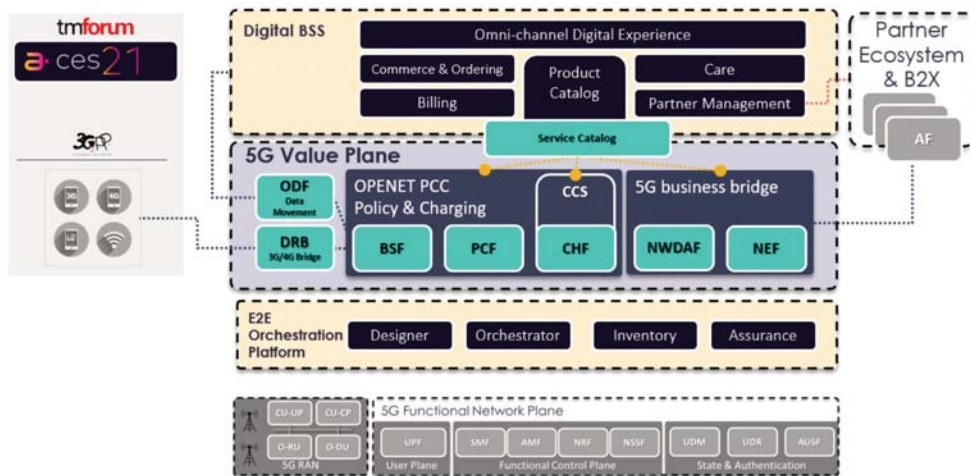 tmforum
a·ces21
3GPP
3G
4G
Digital BSS
Omni-channel Digital Experience
Commerce & Ordering
Product
Catalog
Care
Billing
Partner Management
Service Catalog
Partner
Ecosystem
& B2X
AF
5G Value Plane
ODF
Data
Movement
DRB
3G/4G Bridge
OPENET PCC
Policy & Charging
CCS
BSF
PCF
CHF
5G business bridge
NWDAF
NEF
E2E
Orchestration
Platform
Designer
Orchestrator
Inventory
Assurance
CU-UP
CU-CP
O-RU
O-DU
5G RAN
5G Functional Network Plane
UPF
User Plane
SMF
AMF
NRF
NSSF
Functional Control Plane
UDM
UDR
AUSF
State & Authentication